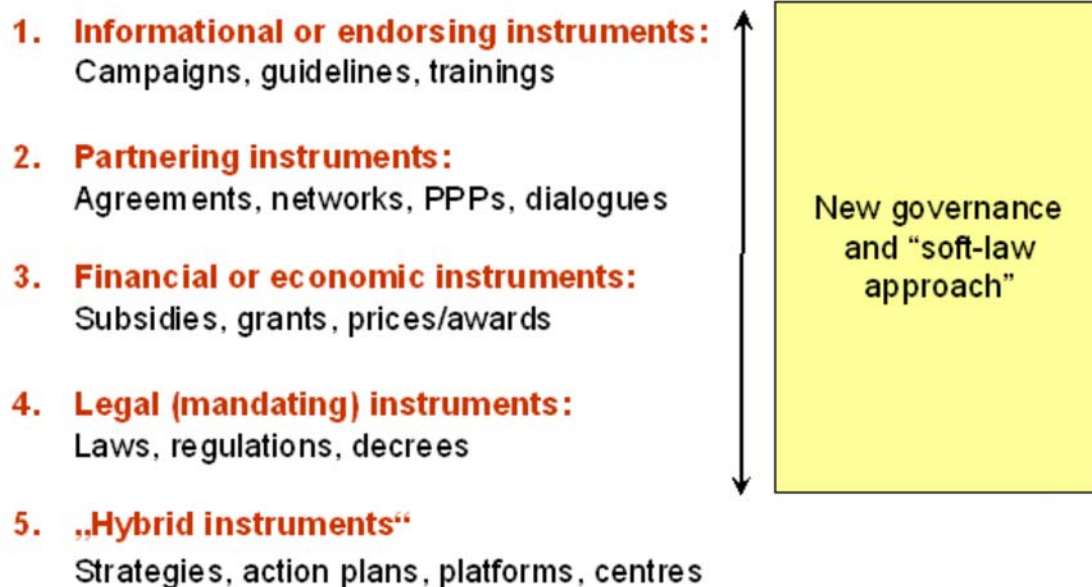 1. Informational or endorsing instruments:
Campaigns, guidelines, trainings
2. Partnering instruments:
Agreements, networks, PPPs, dialogues
3. Financial or economic instruments:
Subsidies, grants, prices/awards
4. Legal (mandating) instruments:
Laws, regulations, decrees
5. „Hybrid instruments“
Strategies, action plans, platforms, centres
New governance
and “soft-law
approach”